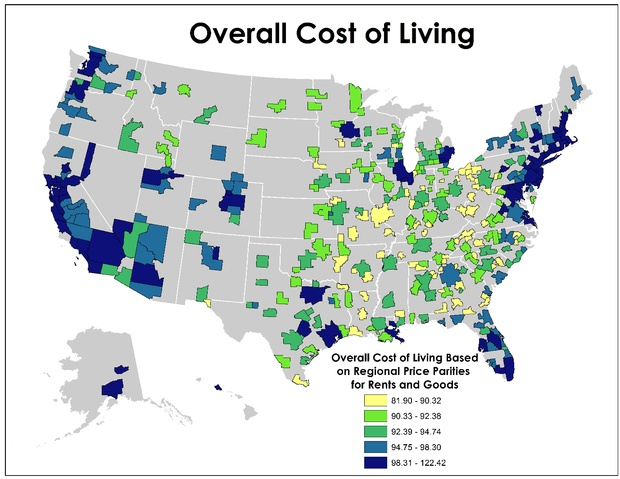 Overall Cost of Living
Overall Cost of Living Based
on Regional Price Parities
for Rents and Goods
81.90 - 90.32
90.33 - 92.38
92.39 - 94.74
94.75 - 98.30
98.31 - 122.42